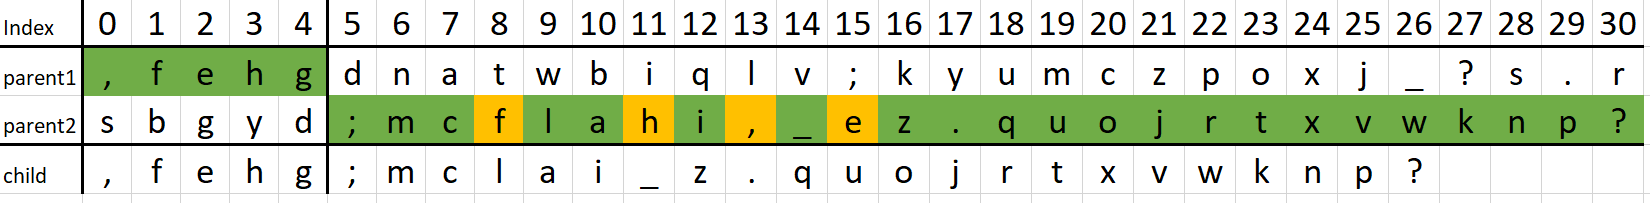 Index 0 1 2 3 4 5 6 7 8 9 10 11 12 13 14 15 16 17 18 19 20 21 22 23 24 25 26 27 28 29 30
parent1 , f e h g d n a t w b i q l v ; k y u m c z p o x j _ ? s . r
parent2 s b g y d ; m c f l a h i , _ e z . q u o j r t x v w k n p ?
child , f e h g ; m c l a i _ z . q u o j r t x v w k n p ?